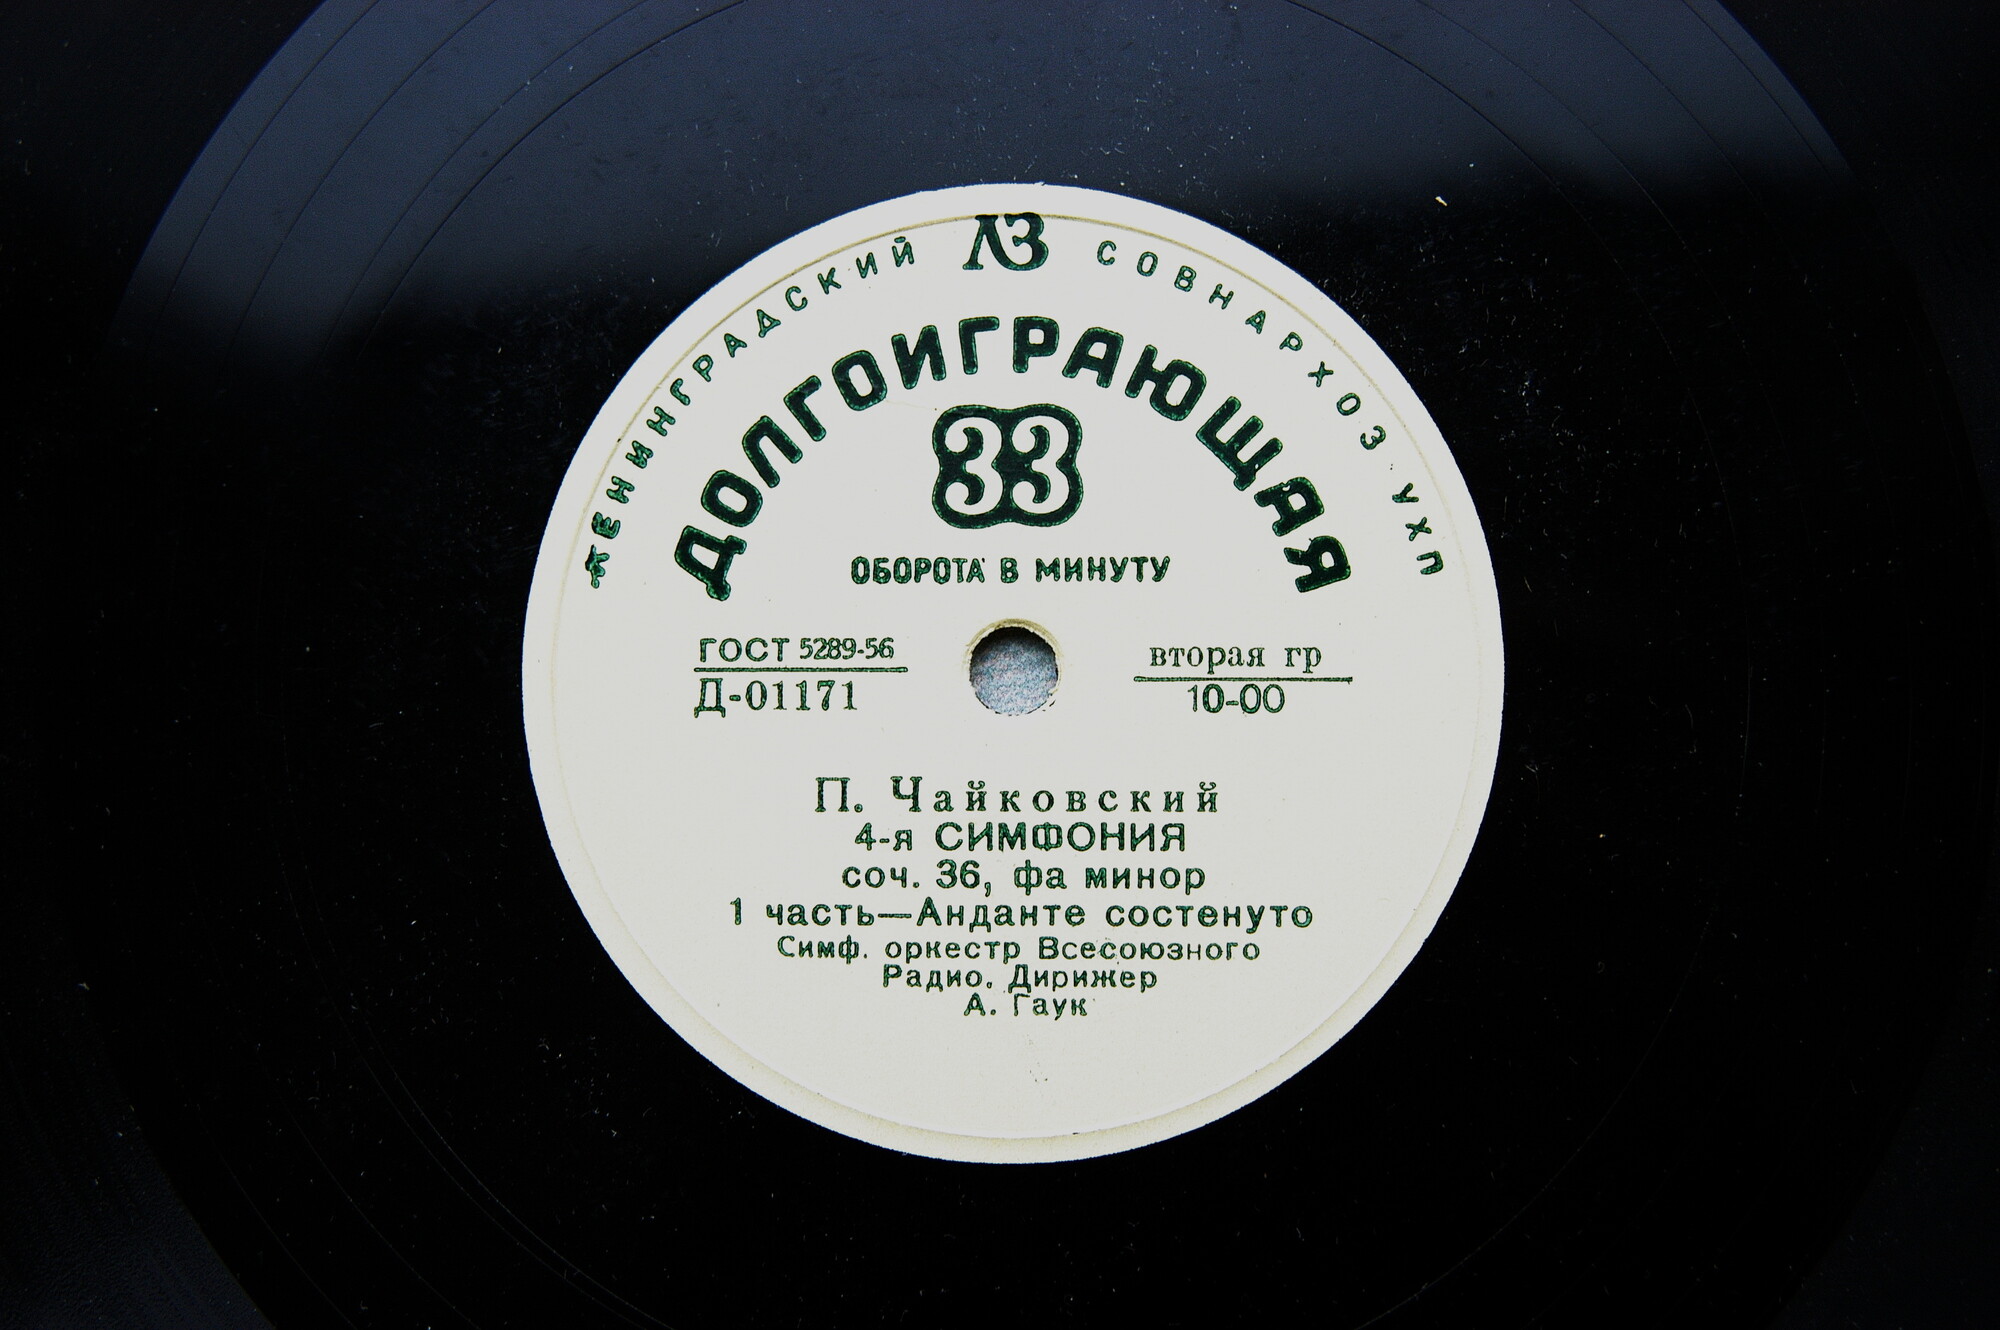 ЛЕНИНГРАДСКИЙ ЛЗ СОВНАРХОЗ УХП
ДОЛГОИГРАЮЩАЯ
33
ОБОРОТА В МИНУТУ
ГОСТ 5289-56
Д-01171
вторая гр
10-00
П. Чайковский
4-я СИМФОНИЯ
соч. 36, фа минор
1 часть—Анданте состенуто
Симф. оркестр Всесоюзного
Радио. Дирижер
А. Гаук